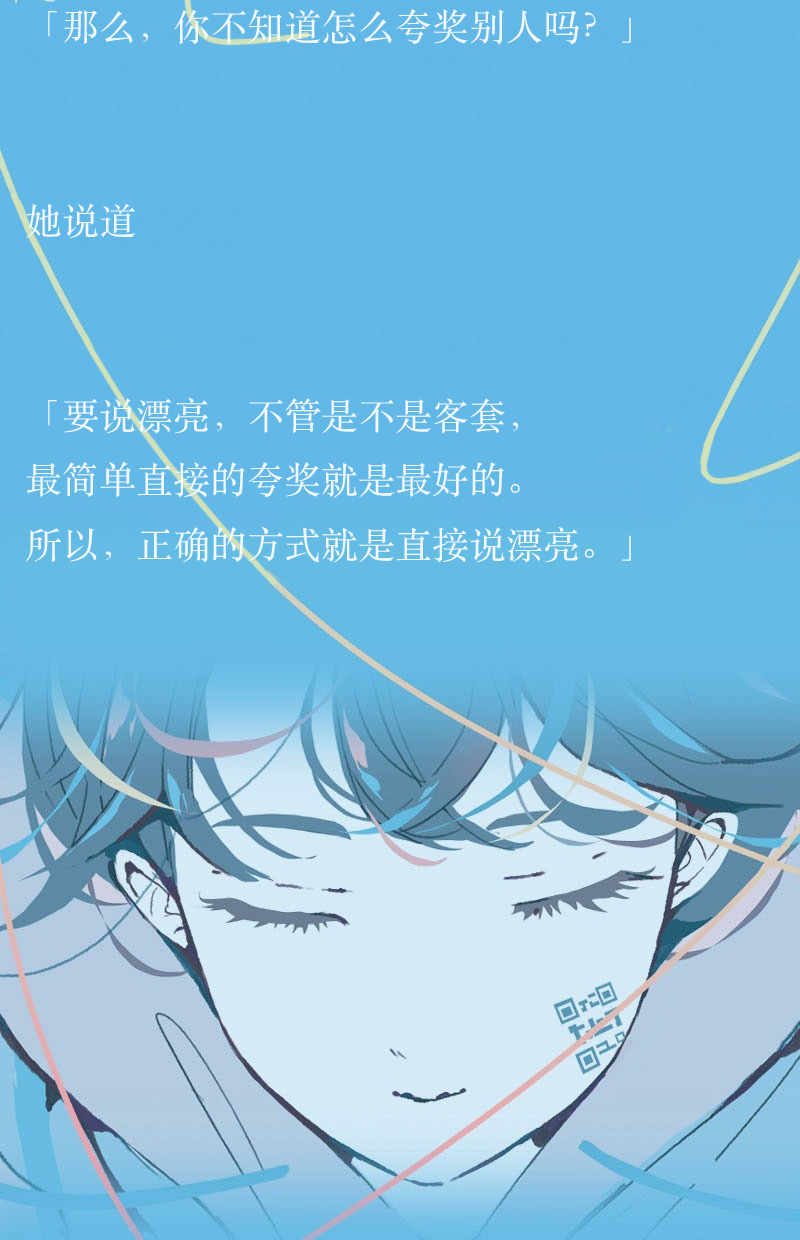 「那么，你不知道怎么夸奖别人吗？」
她说道
「要说漂亮，不管是不是客套，
最简单直接的夸奖就是最好的。
所以，正确的方式就是直接说漂亮。」